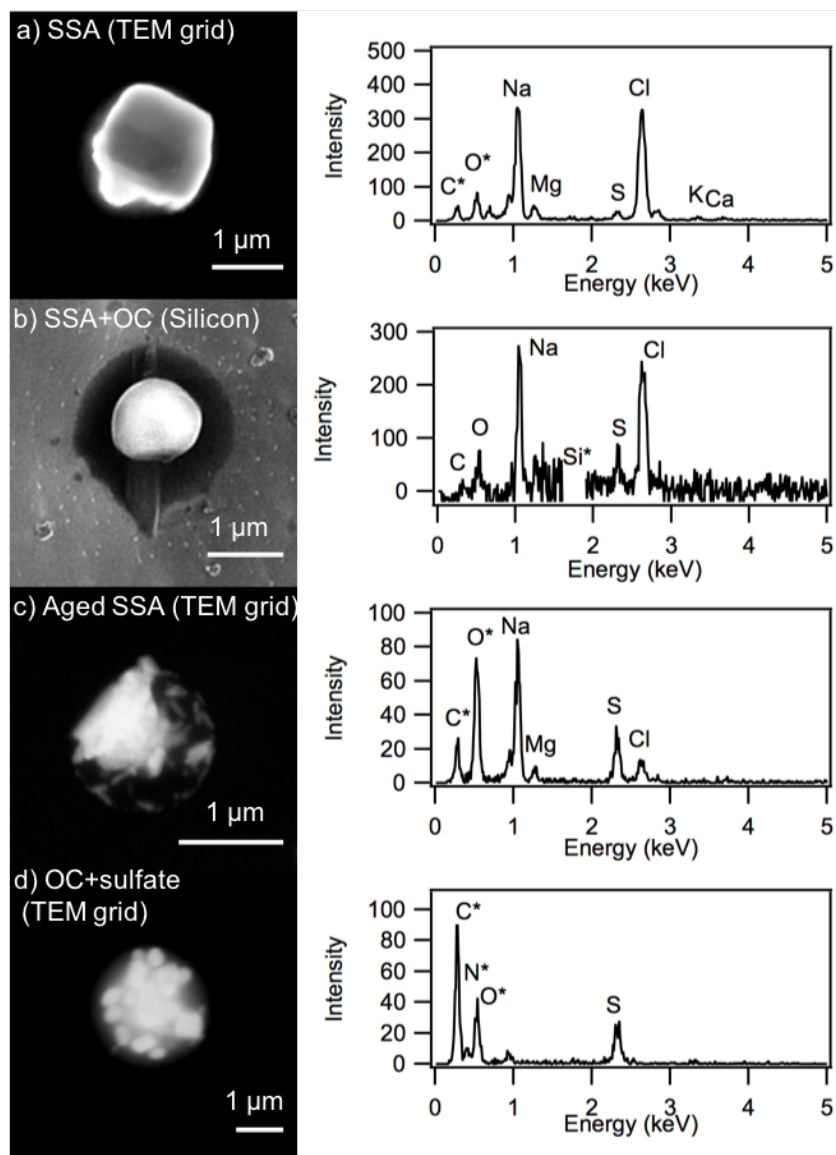 a) SSA (TEM grid)
1 µm
500
400
300
200
100
0
Intensity
C*
O*
Na
Mg
S
Cl
K
Ca
0
1
2
3
4
5
Energy (keV)
b) SSA+OC (Silicon)
1 µm
300
200
100
0
Intensity
C
O
Na
Si*
S
Cl
0
1
2
3
4
5
Energy (keV)
c) Aged SSA (TEM grid)
1 µm
100
80
60
40
20
0
Intensity
C*
O*
Na
Mg
S
Cl
0
1
2
3
4
5
Energy (keV)
d) OC+sulfate
(TEM grid)
1 µm
100
80
60
40
20
0
Intensity
C*
N*
O*
S
0
1
2
3
4
5
Energy (keV)